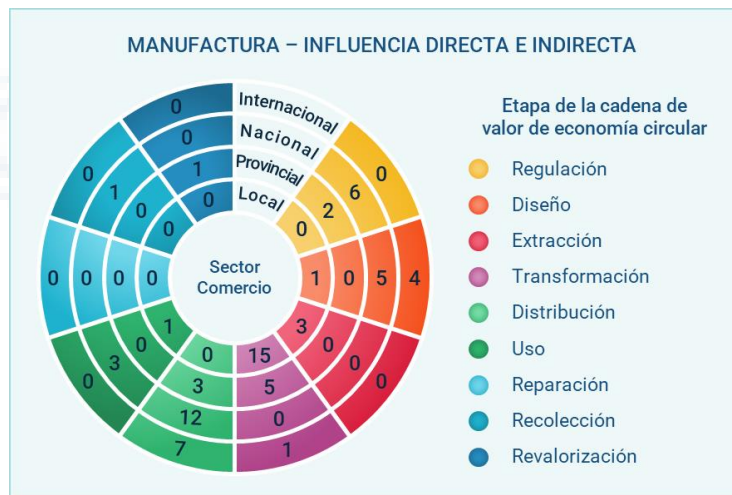 MANUFACTURA – INFLUENCIA DIRECTA E INDIRECTA
Internacional
Nacional
Provincial
Local
0
0
1
0
0
6
2
0
1 0 5 4
3
0
0
0
15
5
0
1
0
3
12
7
1
0
3
0
0 0 0 0
0
1
0
0
Sector
Comercio
Etapa de la cadena de
valor de economía circular
Regulación
Diseño
Extracción
Transformación
Distribución
Uso
Reparación
Recolección
Revalorización